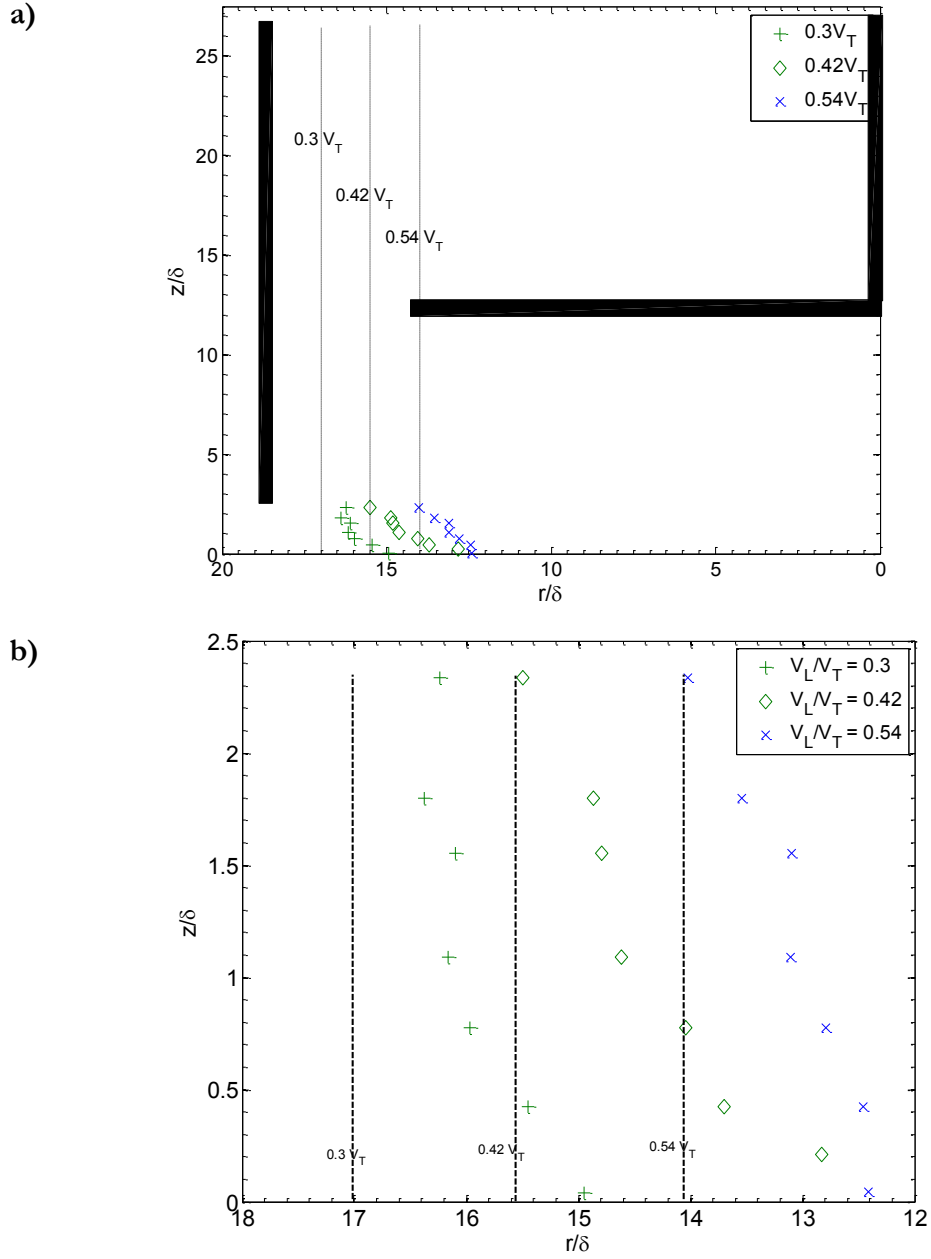 a)
25
20
15
10
5
0
z/δ
20
15
10
5
0
r/δ
0.3V_T
0.42V_T
0.54V_T
0.3 V_T
0.42 V_T
0.54 V_T
b)
2.5
2
1.5
1
0.5
0
z/δ
18
17
16
15
14
13
12
r/δ
V_L/V_T = 0.3
V_L/V_T = 0.42
V_L/V_T = 0.54
0.3 V_T
0.42 V_T
0.54 V_T